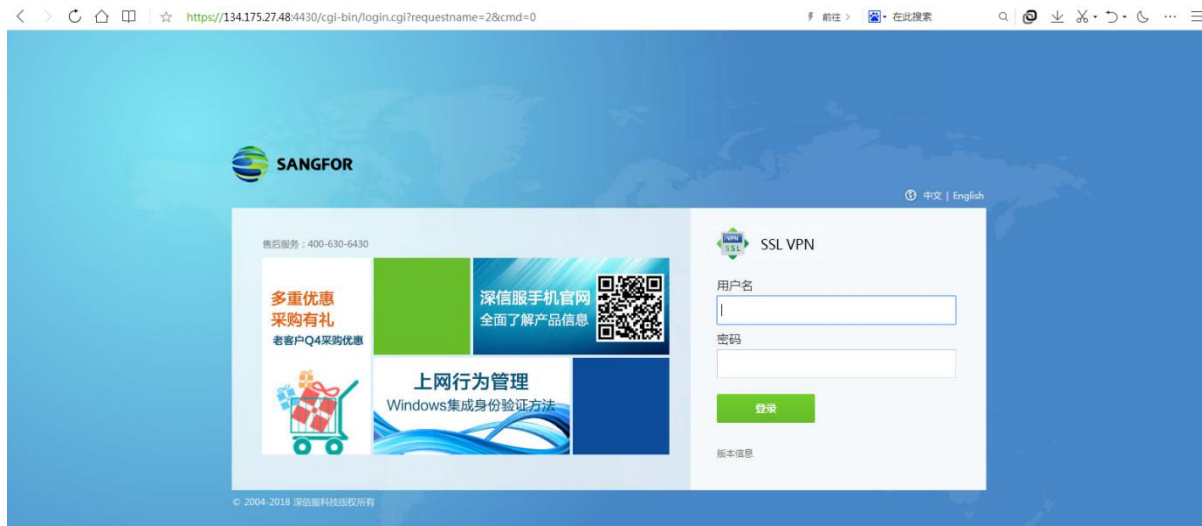 https://134.175.27.48:4430/cgi-bin/login.cgi?requestname=2&cmd=0
前往
在此搜索
SANGFOR
中文 | English
售后服务：400-630-6430
多重优惠
采购有礼
老客户Q4采购优惠
深信服手机官网
全面了解产品信息
上网行为管理
Windows集成身份验证方法
VPN
SSL
SSL VPN
用户名
密码
登录
版本信息
© 2004-2018 深信服科技版权所有